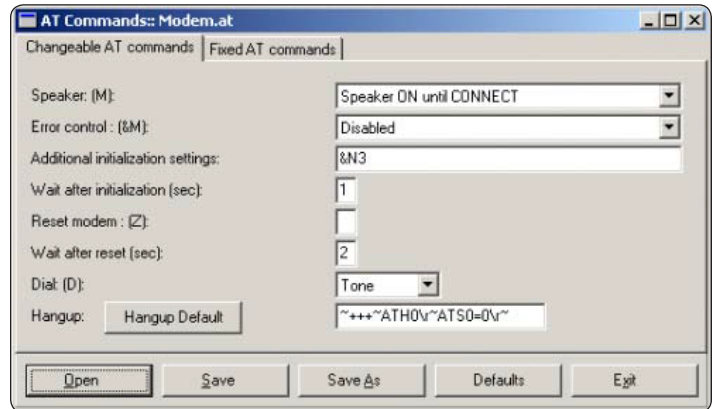 AT Commands:: Modem.at
Changeable AT commands Fixed AT commands
Speaker: (M): Speaker ON until CONNECT
Error control : (&M): Disabled
Additional initialization settings: &N3
Wait after initialization (sec): 1
Reset modem : (Z):
Wait after reset (sec): 2
Dial: (D): Tone
Hangup: Hangup Default ~+++~ATH0\r~ATS0=0\r~
Open Save Save As Defaults Exit